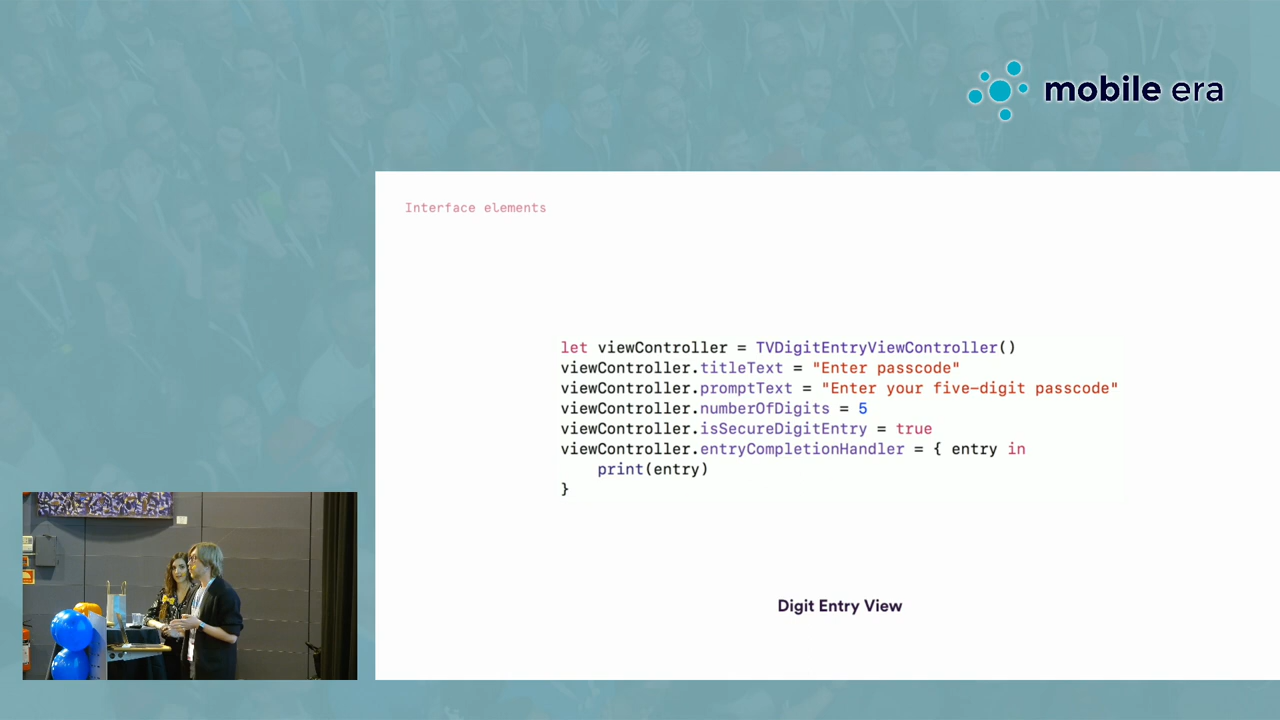 mobile era
Interface elements
let viewController = TVDigitEntryViewController()
viewController.titleText = "Enter passcode"
viewController.promptText = "Enter your five-digit passcode"
viewController.numberOfDigits = 5
viewController.isSecureDigitEntry = true
viewController.entryCompletionHandler = { entry in
    print(entry)
}
Digit Entry View